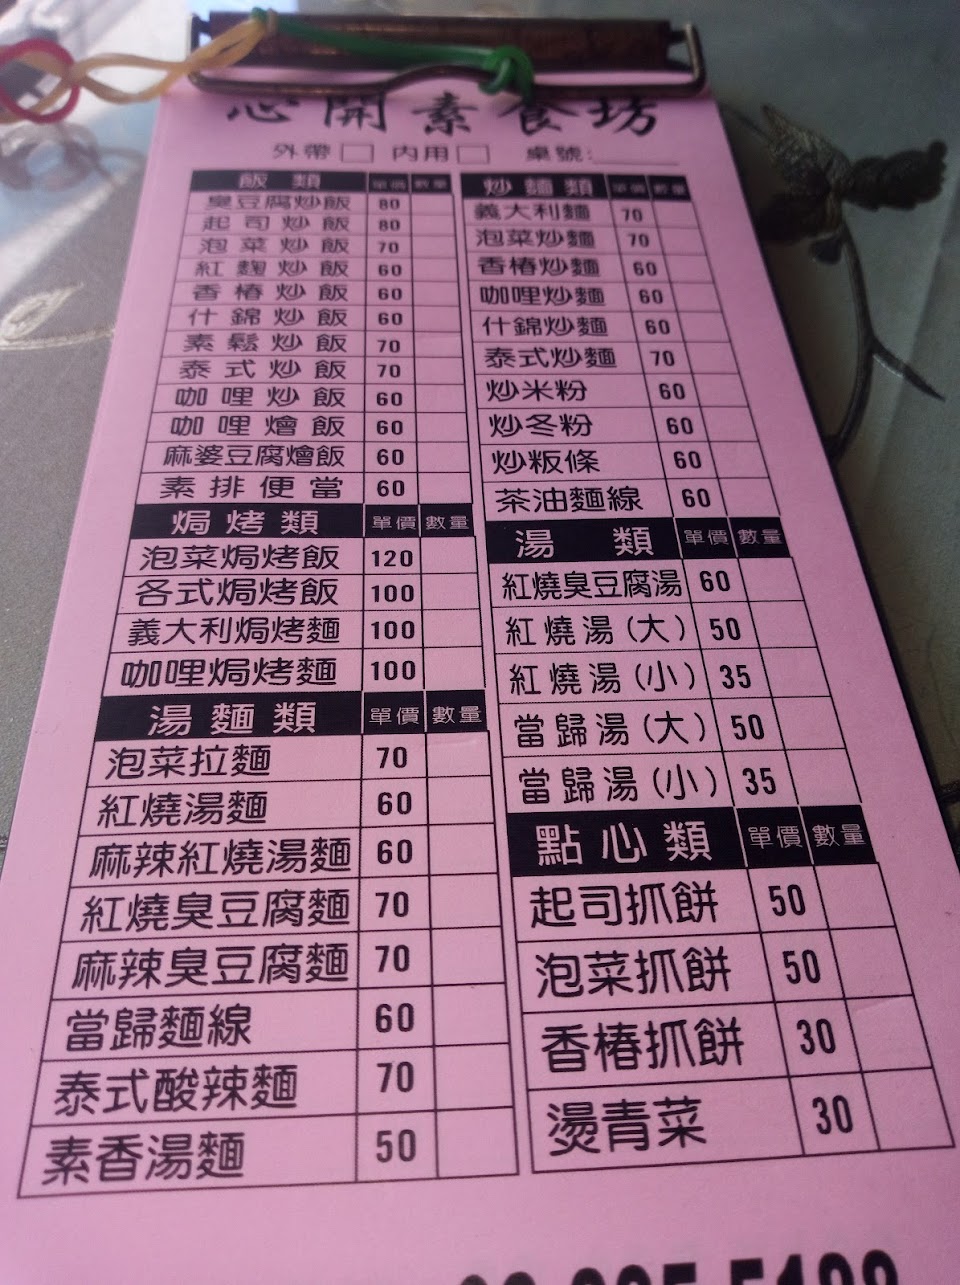 心開素食坊
外帶□ 內用□ 桌號:
飯類 單價 數量
臭豆腐炒飯 80
起司炒飯 80
泡菜炒飯 70
紅麴炒飯 60
香椿炒飯 60
什錦炒飯 60
素鬆炒飯 70
泰式炒飯 70
咖哩炒飯 60
咖哩燴飯 60
麻婆豆腐燴飯 60
素排便當 60
焗烤類 單價 數量
泡菜焗烤飯 120
各式焗烤飯 100
義大利焗烤麵 100
咖哩焗烤麵 100
湯麵類 單價 數量
泡菜拉麵 70
紅燒湯麵 60
麻辣紅燒湯麵 60
紅燒臭豆腐麵 70
麻辣臭豆腐麵 70
當歸麵線 60
泰式酸辣麵 70
素香湯麵 50
炒麵類 單價 數量
義大利麵 70
泡菜炒麵 70
香椿炒麵 60
咖哩炒麵 60
什錦炒麵 60
泰式炒麵 70
炒米粉 60
炒冬粉 60
炒粄條 60
茶油麵線 60
湯類 單價 數量
紅燒臭豆腐湯 60
紅燒湯(大) 50
紅燒湯(小) 35
當歸湯(大) 50
當歸湯(小) 35
點心類 單價 數量
起司抓餅 50
泡菜抓餅 50
香椿抓餅 30
燙青菜 30